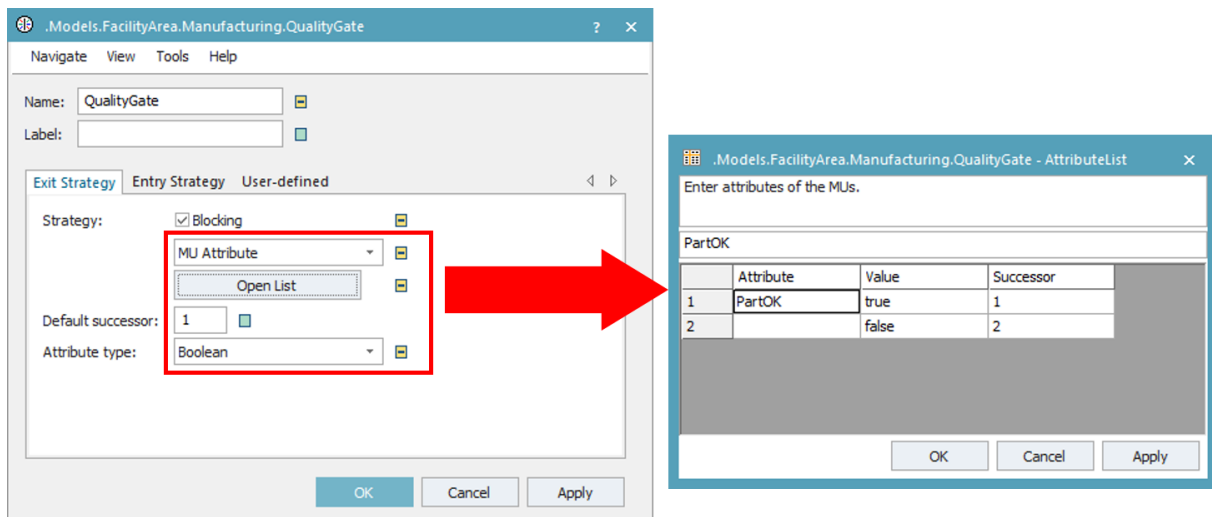 .Models.FacilityArea.Manufacturing.QualityGate ? ×
Navigate View Tools Help
Name: QualityGate
Label:
Exit Strategy Entry Strategy User-defined
Strategy: Blocking
MU Attribute
Open List
Default successor: 1
Attribute type: Boolean
OK Cancel Apply
.Models.FacilityArea.Manufacturing.QualityGate - AttributeList ×
Enter attributes of the MUs.
PartOK
Attribute Value Successor
1 PartOK true 1
2 false 2
OK Cancel Apply